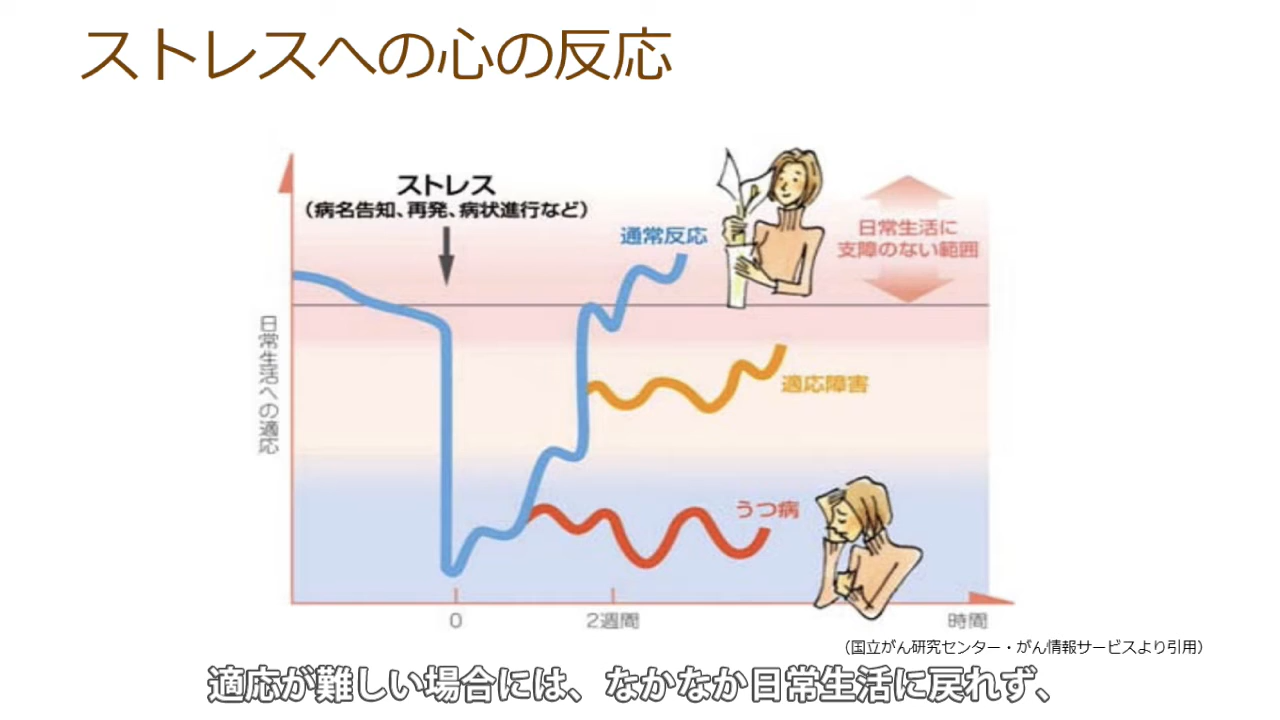 ストレスへの心の反応
ストレス
（病名告知、再発、病状進行など）
通常反応
日常生活に
支障のない範囲
日常生活への適応
適応障害
うつ病
0
2週間
時間
（国立がん研究センター・がん情報サービスより引用）
適応が難しい場合には、なかなか日常生活に戻れず、